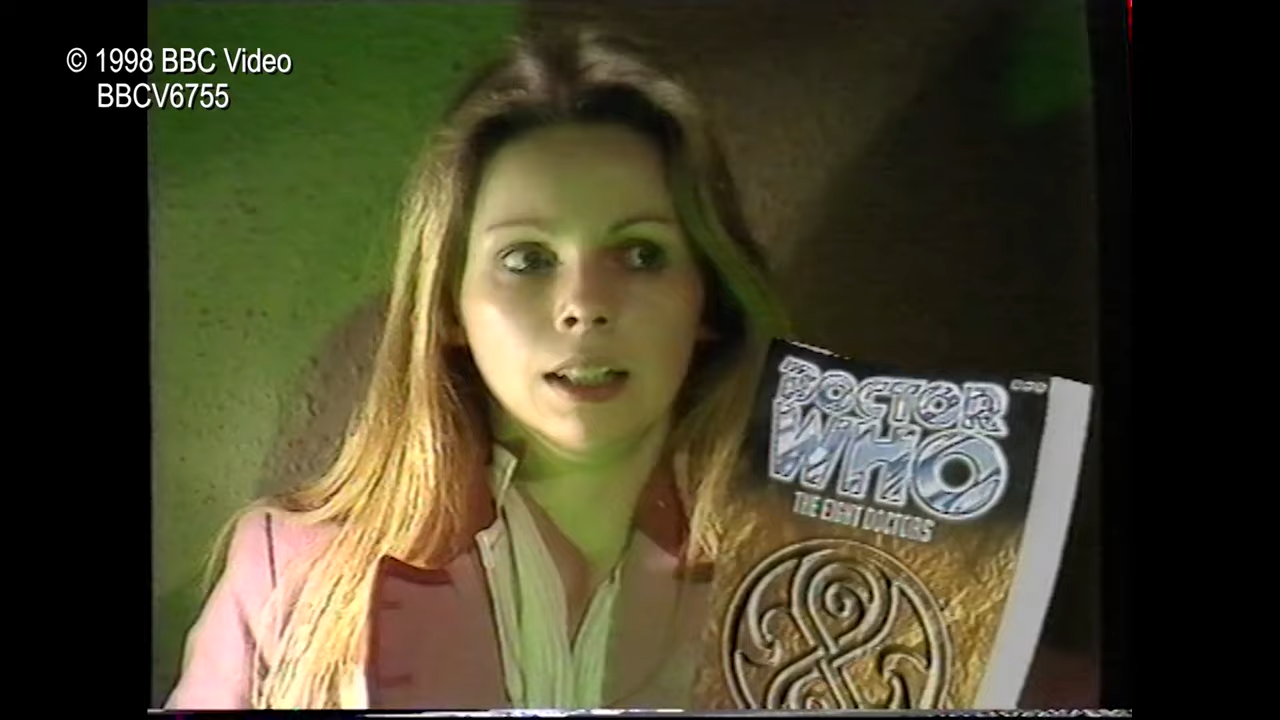 © 1998 BBC Video
BBCV6755
DOCTOR
WHO
THE EIGHT DOCTORS